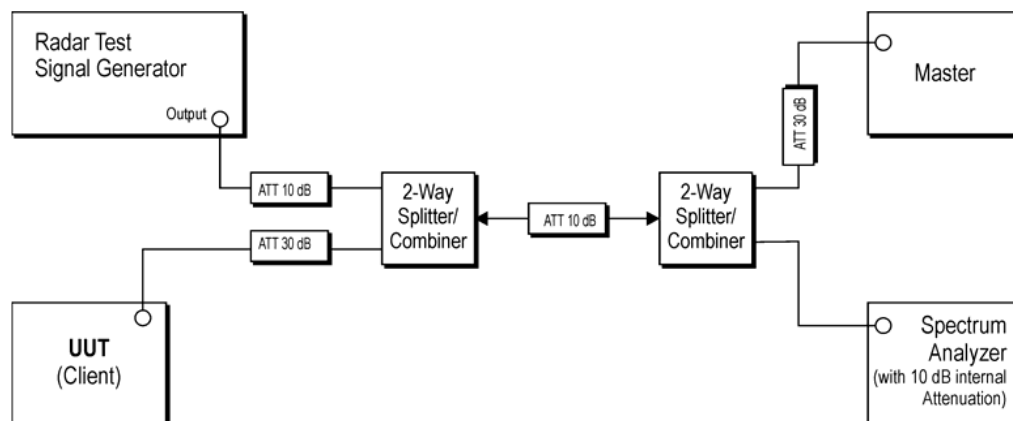 Radar Test
Signal Generator
Output
ATT 10 dB
2-Way
Splitter/
Combiner
ATT 30 dB
UUT
(Client)
ATT 10 dB
2-Way
Splitter/
Combiner
ATT 30 dB
Master
Spectrum
Analyzer
(with 10 dB internal
Attenuation)